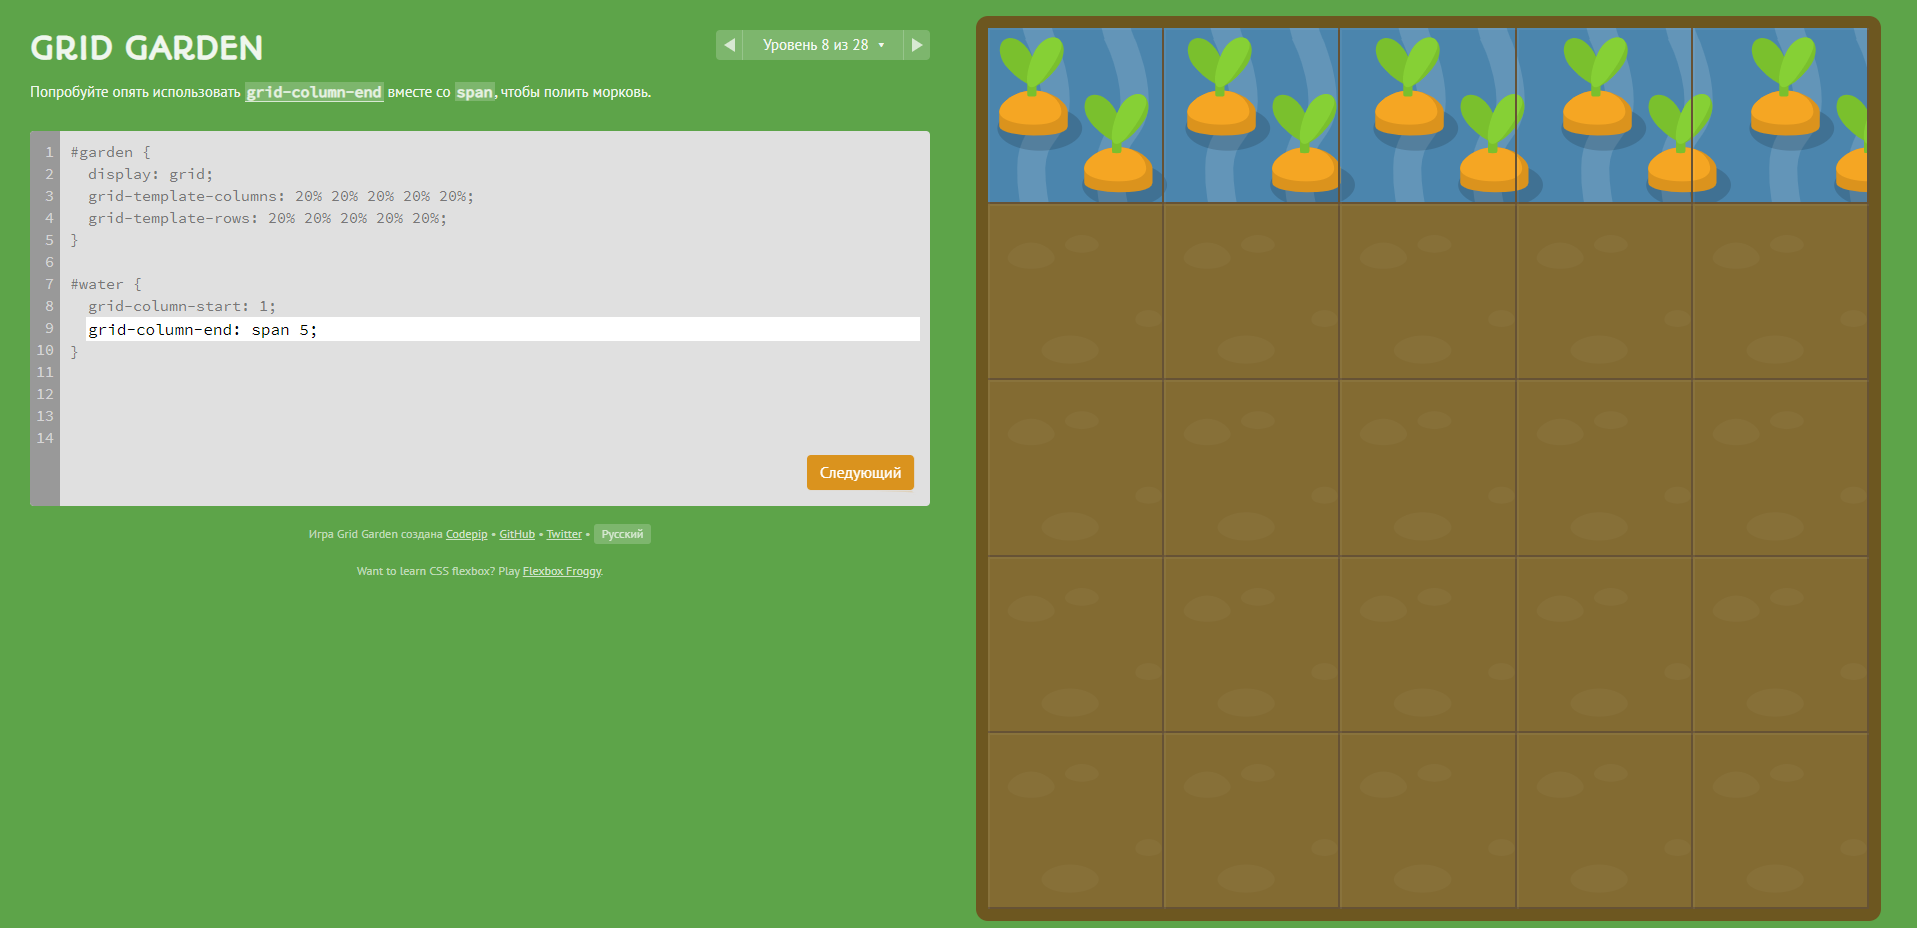 GRID GARDEN
Уровень 8 из 28
Попробуйте опять использовать grid-column-end вместе со span, чтобы полить морковь.
1 #garden {
2 display: grid;
3 grid-template-columns: 20% 20% 20% 20% 20%;
4 grid-template-rows: 20% 20% 20% 20% 20%;
5 }
6
7 #water {
8 grid-column-start: 1;
9 grid-column-end: span 5;
10 }
11
12
13
14
Следующий
Игра Grid Garden создана Codepip • GitHub • Twitter • Русский
Want to learn CSS flexbox? Play Flexbox Froggy.